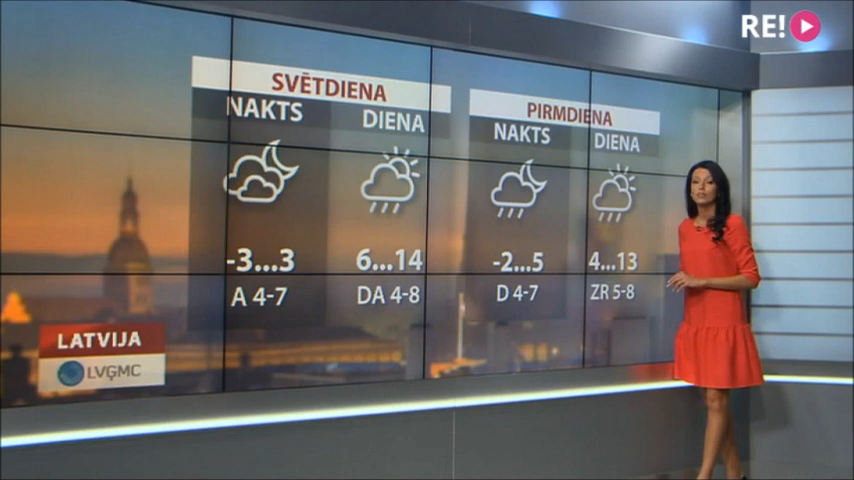 RE!
SVĒTDIENA
NAKTS DIENA
-3...3 6...14
A 4-7 DA 4-8
PIRMDIENA
NAKTS DIENA
-2...5 4...13
D 4-7 ZR 5-8
LATVIJA
LVĢMC